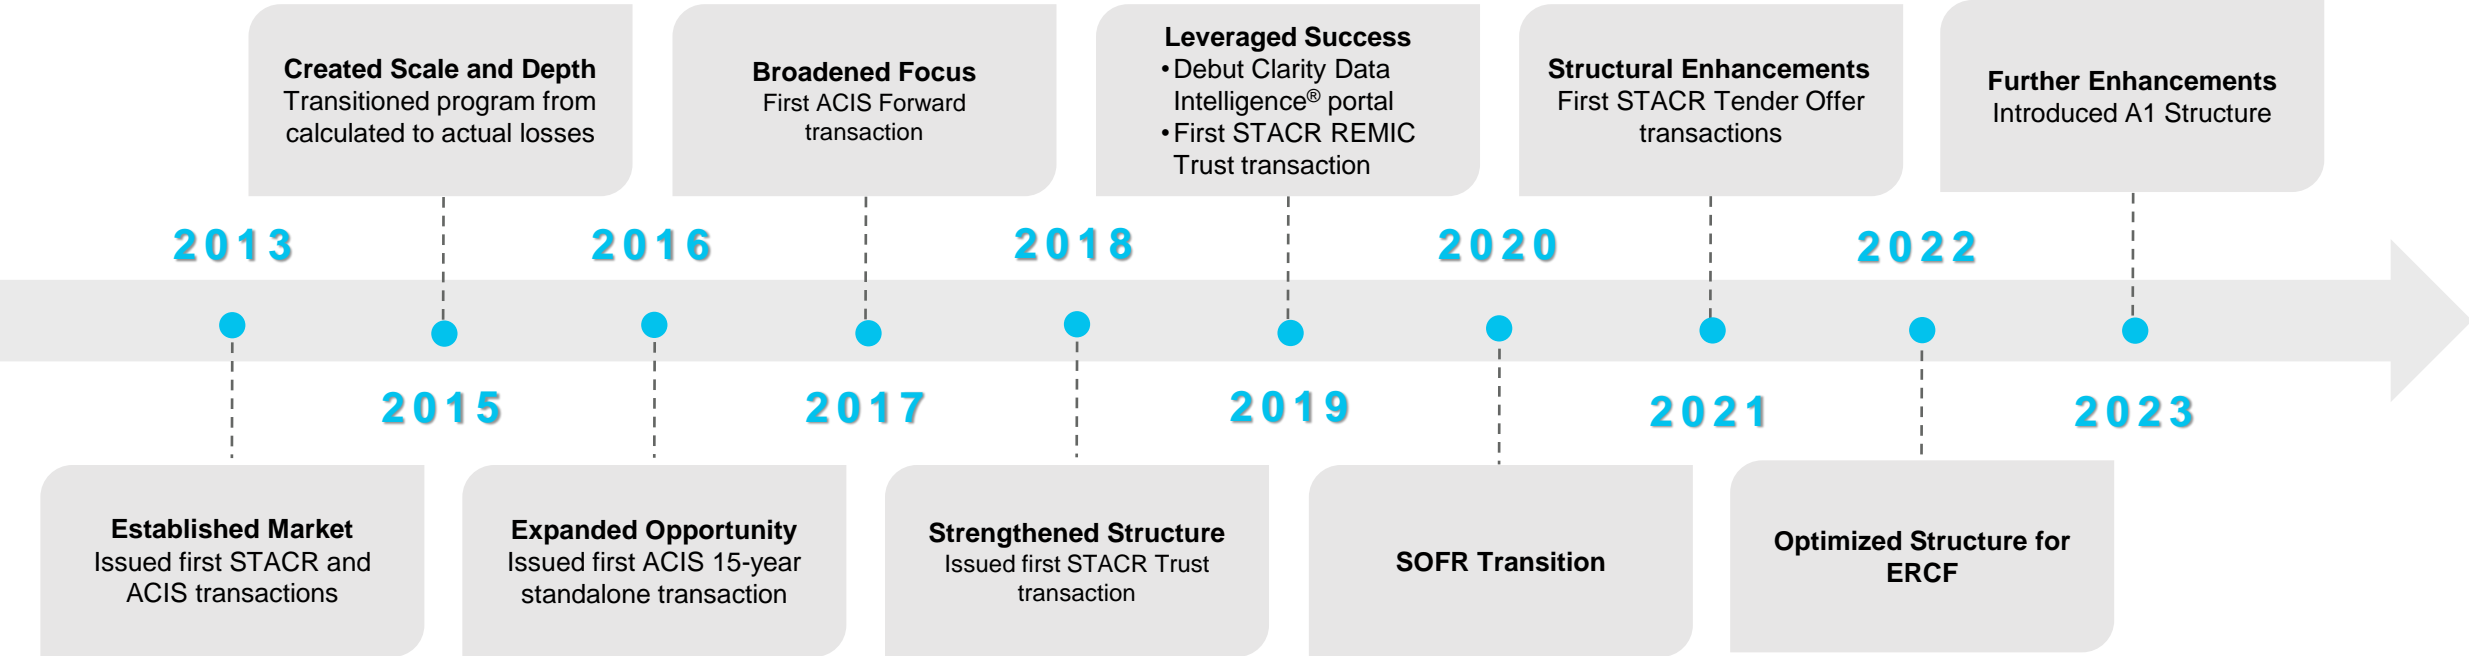 Created Scale and Depth
Transitioned program from
calculated to actual losses
Broadened Focus
First ACIS Forward
transaction
Leveraged Success
•Debut Clarity Data
Intelligence® portal
•First STACR REMIC
Trust transaction
Structural Enhancements
First STACR Tender Offer
transactions
Further Enhancements
Introduced A1 Structure
2013
2016
2018
2020
2022
2015
2017
2019
2021
2023
Established Market
Issued first STACR and
ACIS transactions
Expanded Opportunity
Issued first ACIS 15-year
standalone transaction
Strengthened Structure
Issued first STACR Trust
transaction
SOFR Transition
Optimized Structure for
ERCF